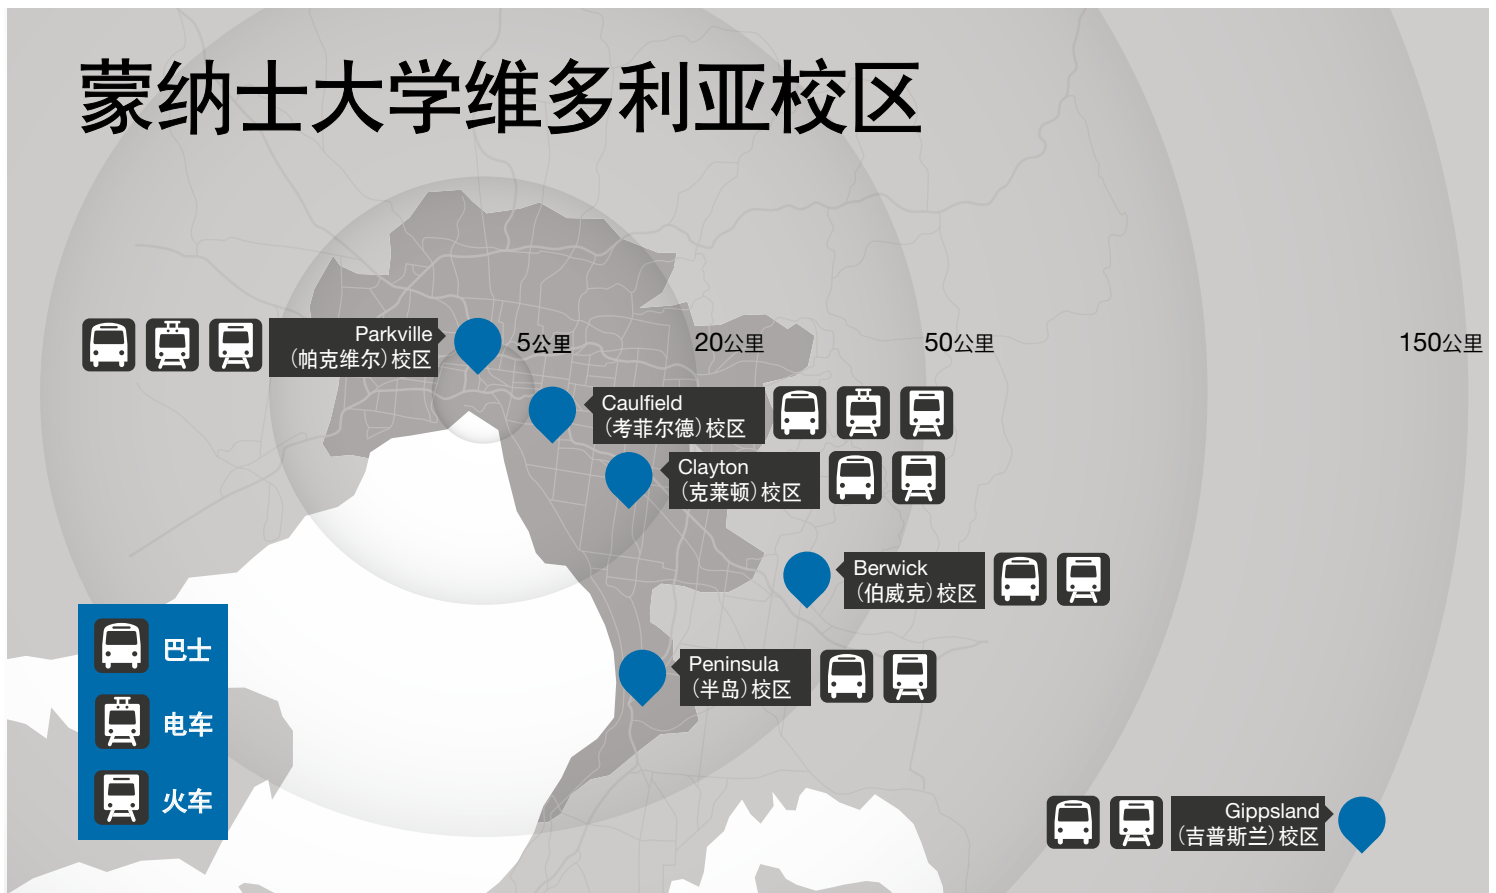 蒙纳士大学维多利亚校区
Parkville
（帕克维尔）校区
5公里
20公里
50公里
150公里
Caulfield
（考菲尔德）校区
Clayton
（克莱顿）校区
Berwick
（伯威克）校区
Peninsula
（半岛）校区
巴士
电车
火车
Gippsland
（吉普斯兰）校区